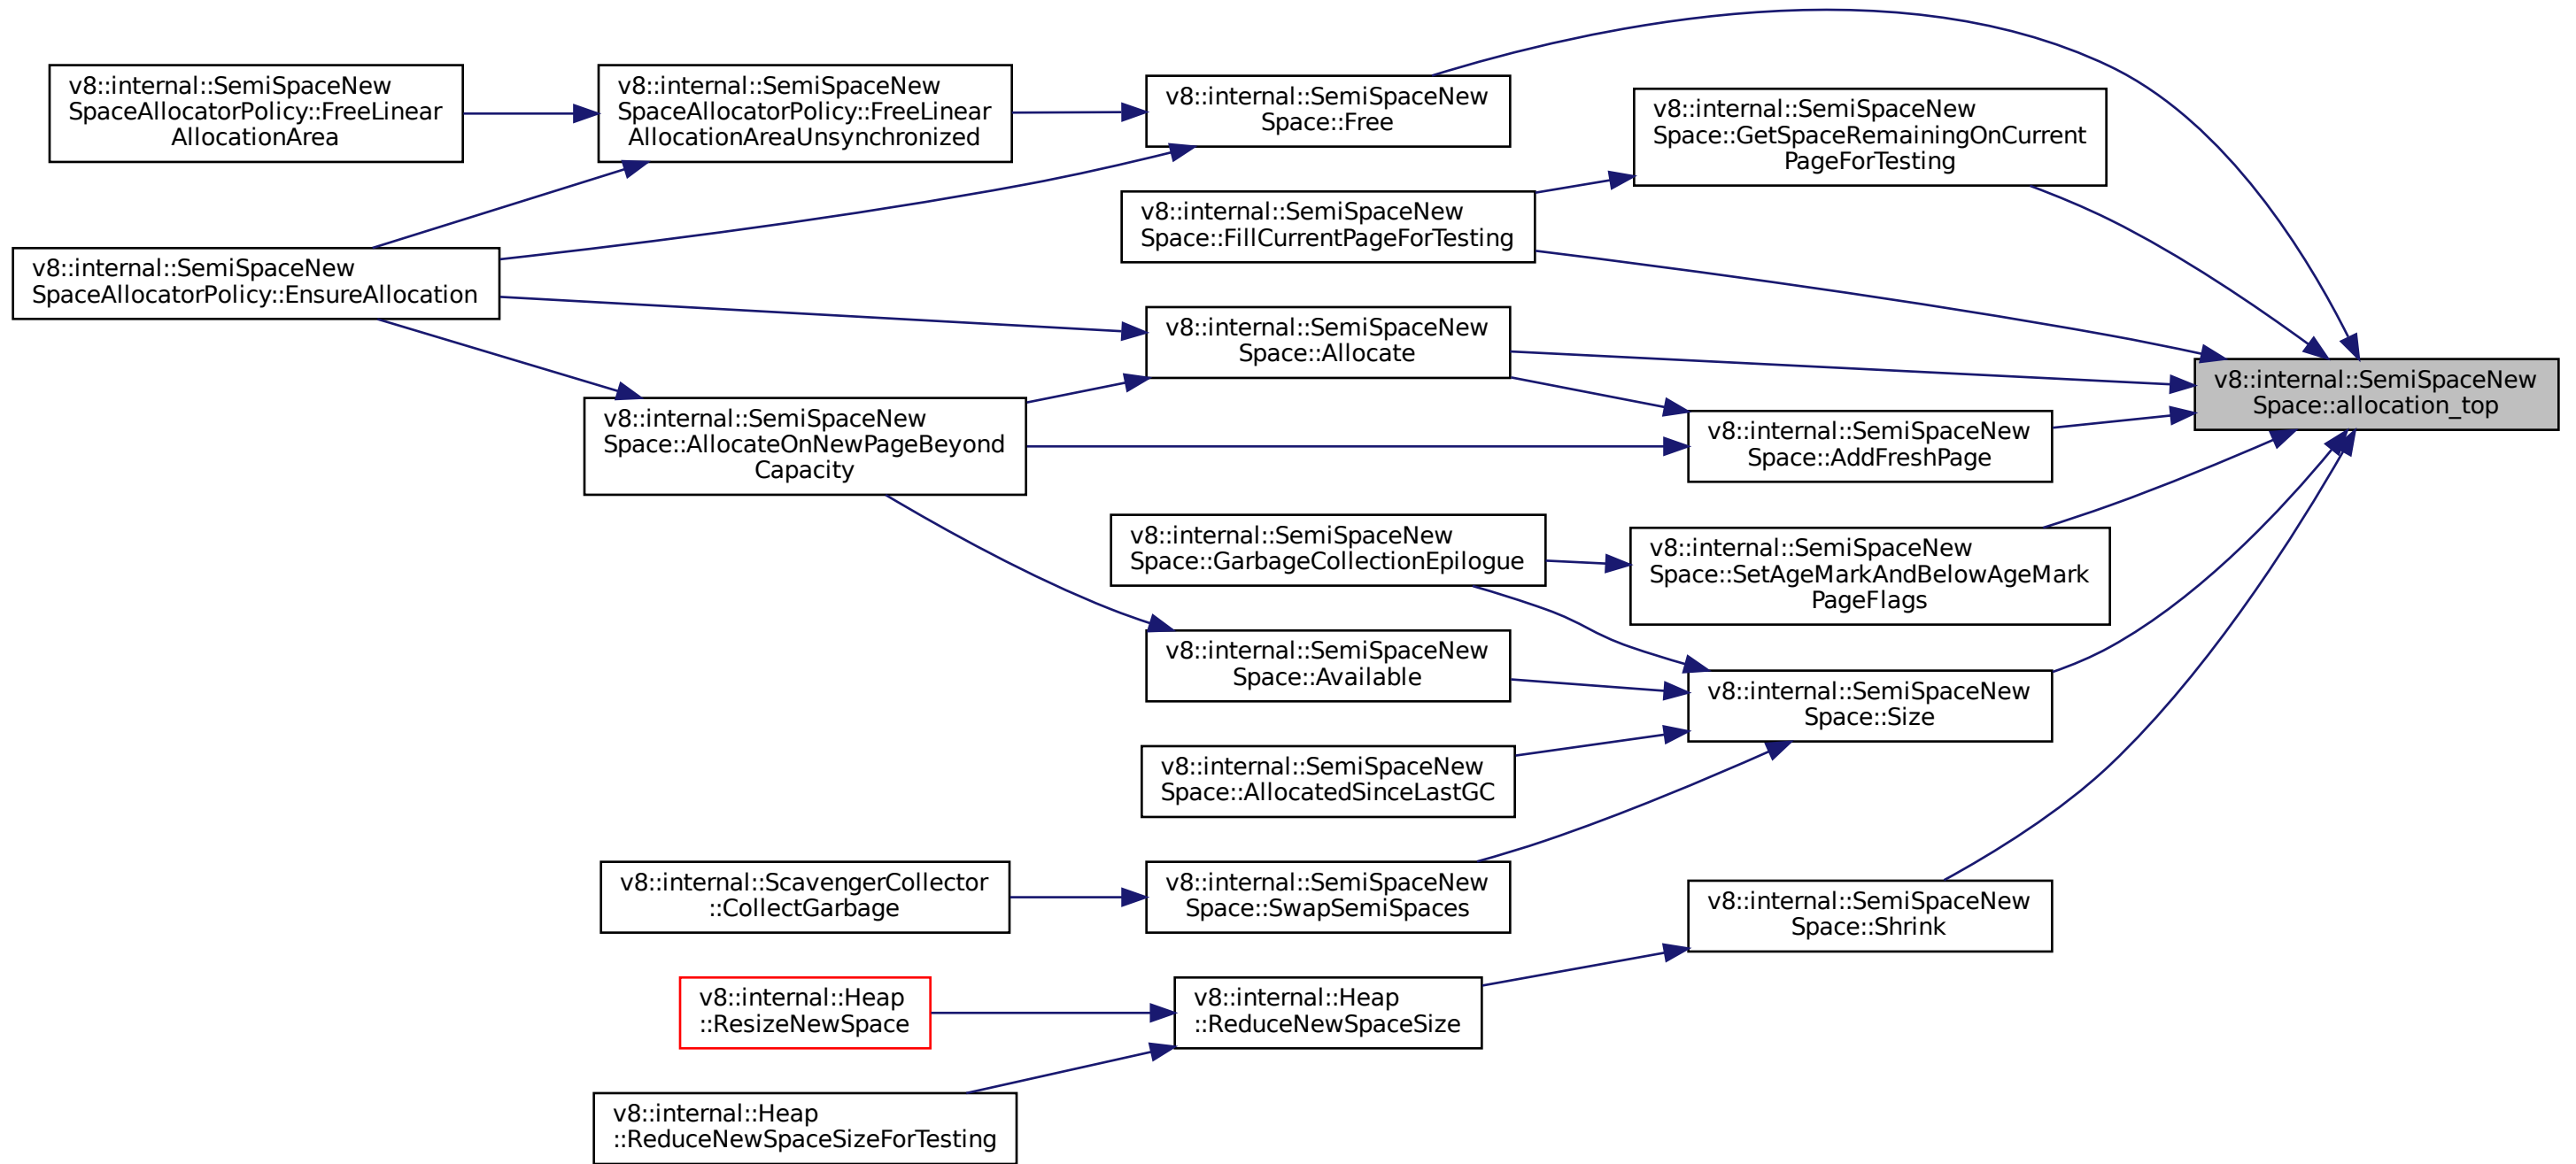 v8::internal::SemiSpaceNew
SpaceAllocatorPolicy::FreeLinear
AllocationArea
v8::internal::SemiSpaceNew
SpaceAllocatorPolicy::FreeLinear
AllocationAreaUnsynchronized
v8::internal::SemiSpaceNew
Space::Free
v8::internal::SemiSpaceNew
Space::GetSpaceRemainingOnCurrent
PageForTesting
v8::internal::SemiSpaceNew
Space::FillCurrentPageForTesting
v8::internal::SemiSpaceNew
SpaceAllocatorPolicy::EnsureAllocation
v8::internal::SemiSpaceNew
Space::Allocate
v8::internal::SemiSpaceNew
Space::allocation_top
v8::internal::SemiSpaceNew
Space::AllocateOnNewPageBeyond
Capacity
v8::internal::SemiSpaceNew
Space::AddFreshPage
v8::internal::SemiSpaceNew
Space::GarbageCollectionEpilogue
v8::internal::SemiSpaceNew
Space::SetAgeMarkAndBelowAgeMark
PageFlags
v8::internal::SemiSpaceNew
Space::Available
v8::internal::SemiSpaceNew
Space::Size
v8::internal::SemiSpaceNew
Space::AllocatedSinceLastGC
v8::internal::ScavengerCollector
::CollectGarbage
v8::internal::SemiSpaceNew
Space::SwapSemiSpaces
v8::internal::SemiSpaceNew
Space::Shrink
v8::internal::Heap
::ResizeNewSpace
v8::internal::Heap
::ReduceNewSpaceSize
v8::internal::Heap
::ReduceNewSpaceSizeForTesting